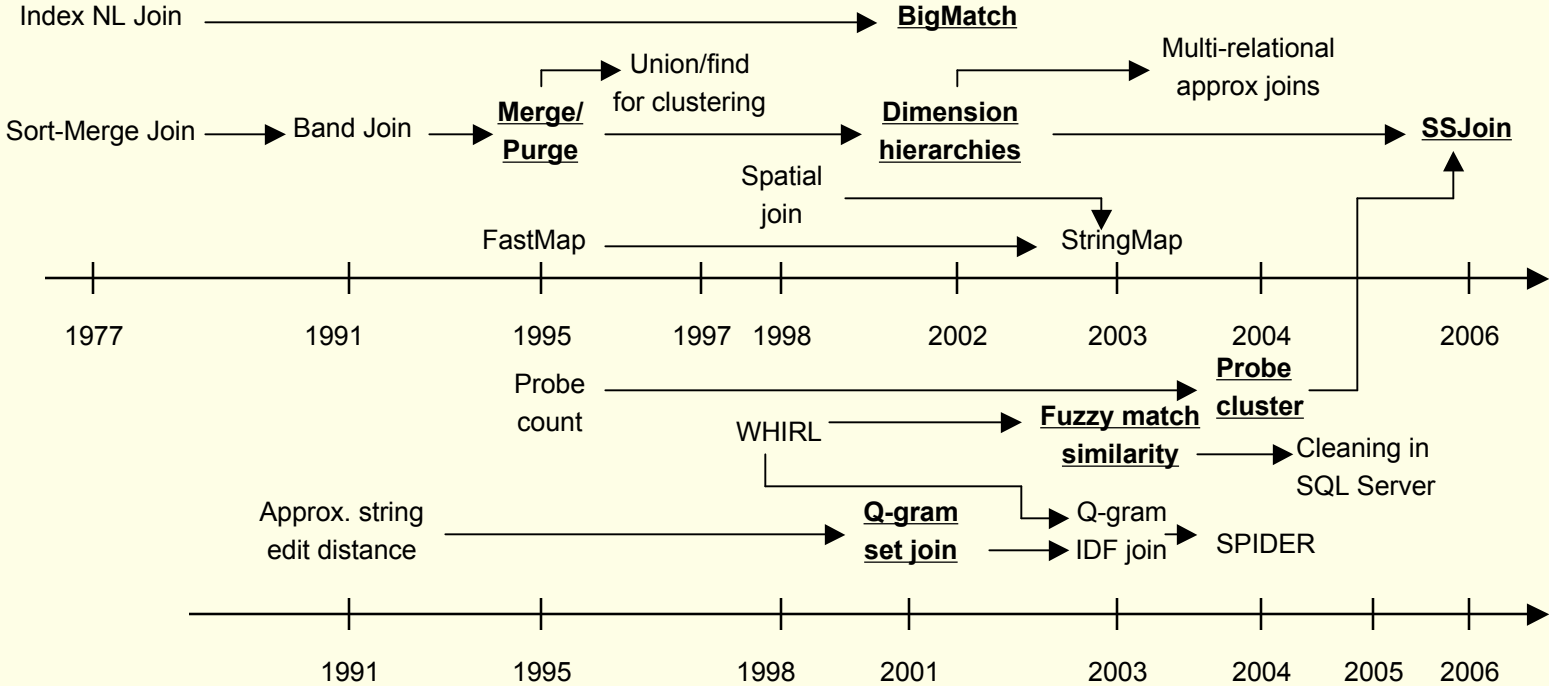 Index NL Join
BigMatch
Union/find
for clustering
Multi-relational
approx joins
Sort-Merge Join
Band Join
Merge/
Purge
Dimension
hierarchies
SSJoin
Spatial
join
FastMap
StringMap
1977 1991 1995 1997 1998 2002 2003 2004 2006
Probe
count
Probe
cluster
WHIRL
Fuzzy match
similarity
Cleaning in
SQL Server
Approx. string
edit distance
Q-gram
set join
Q-gram
IDF join
SPIDER
1991 1995 1998 2001 2003 2004 2005 2006